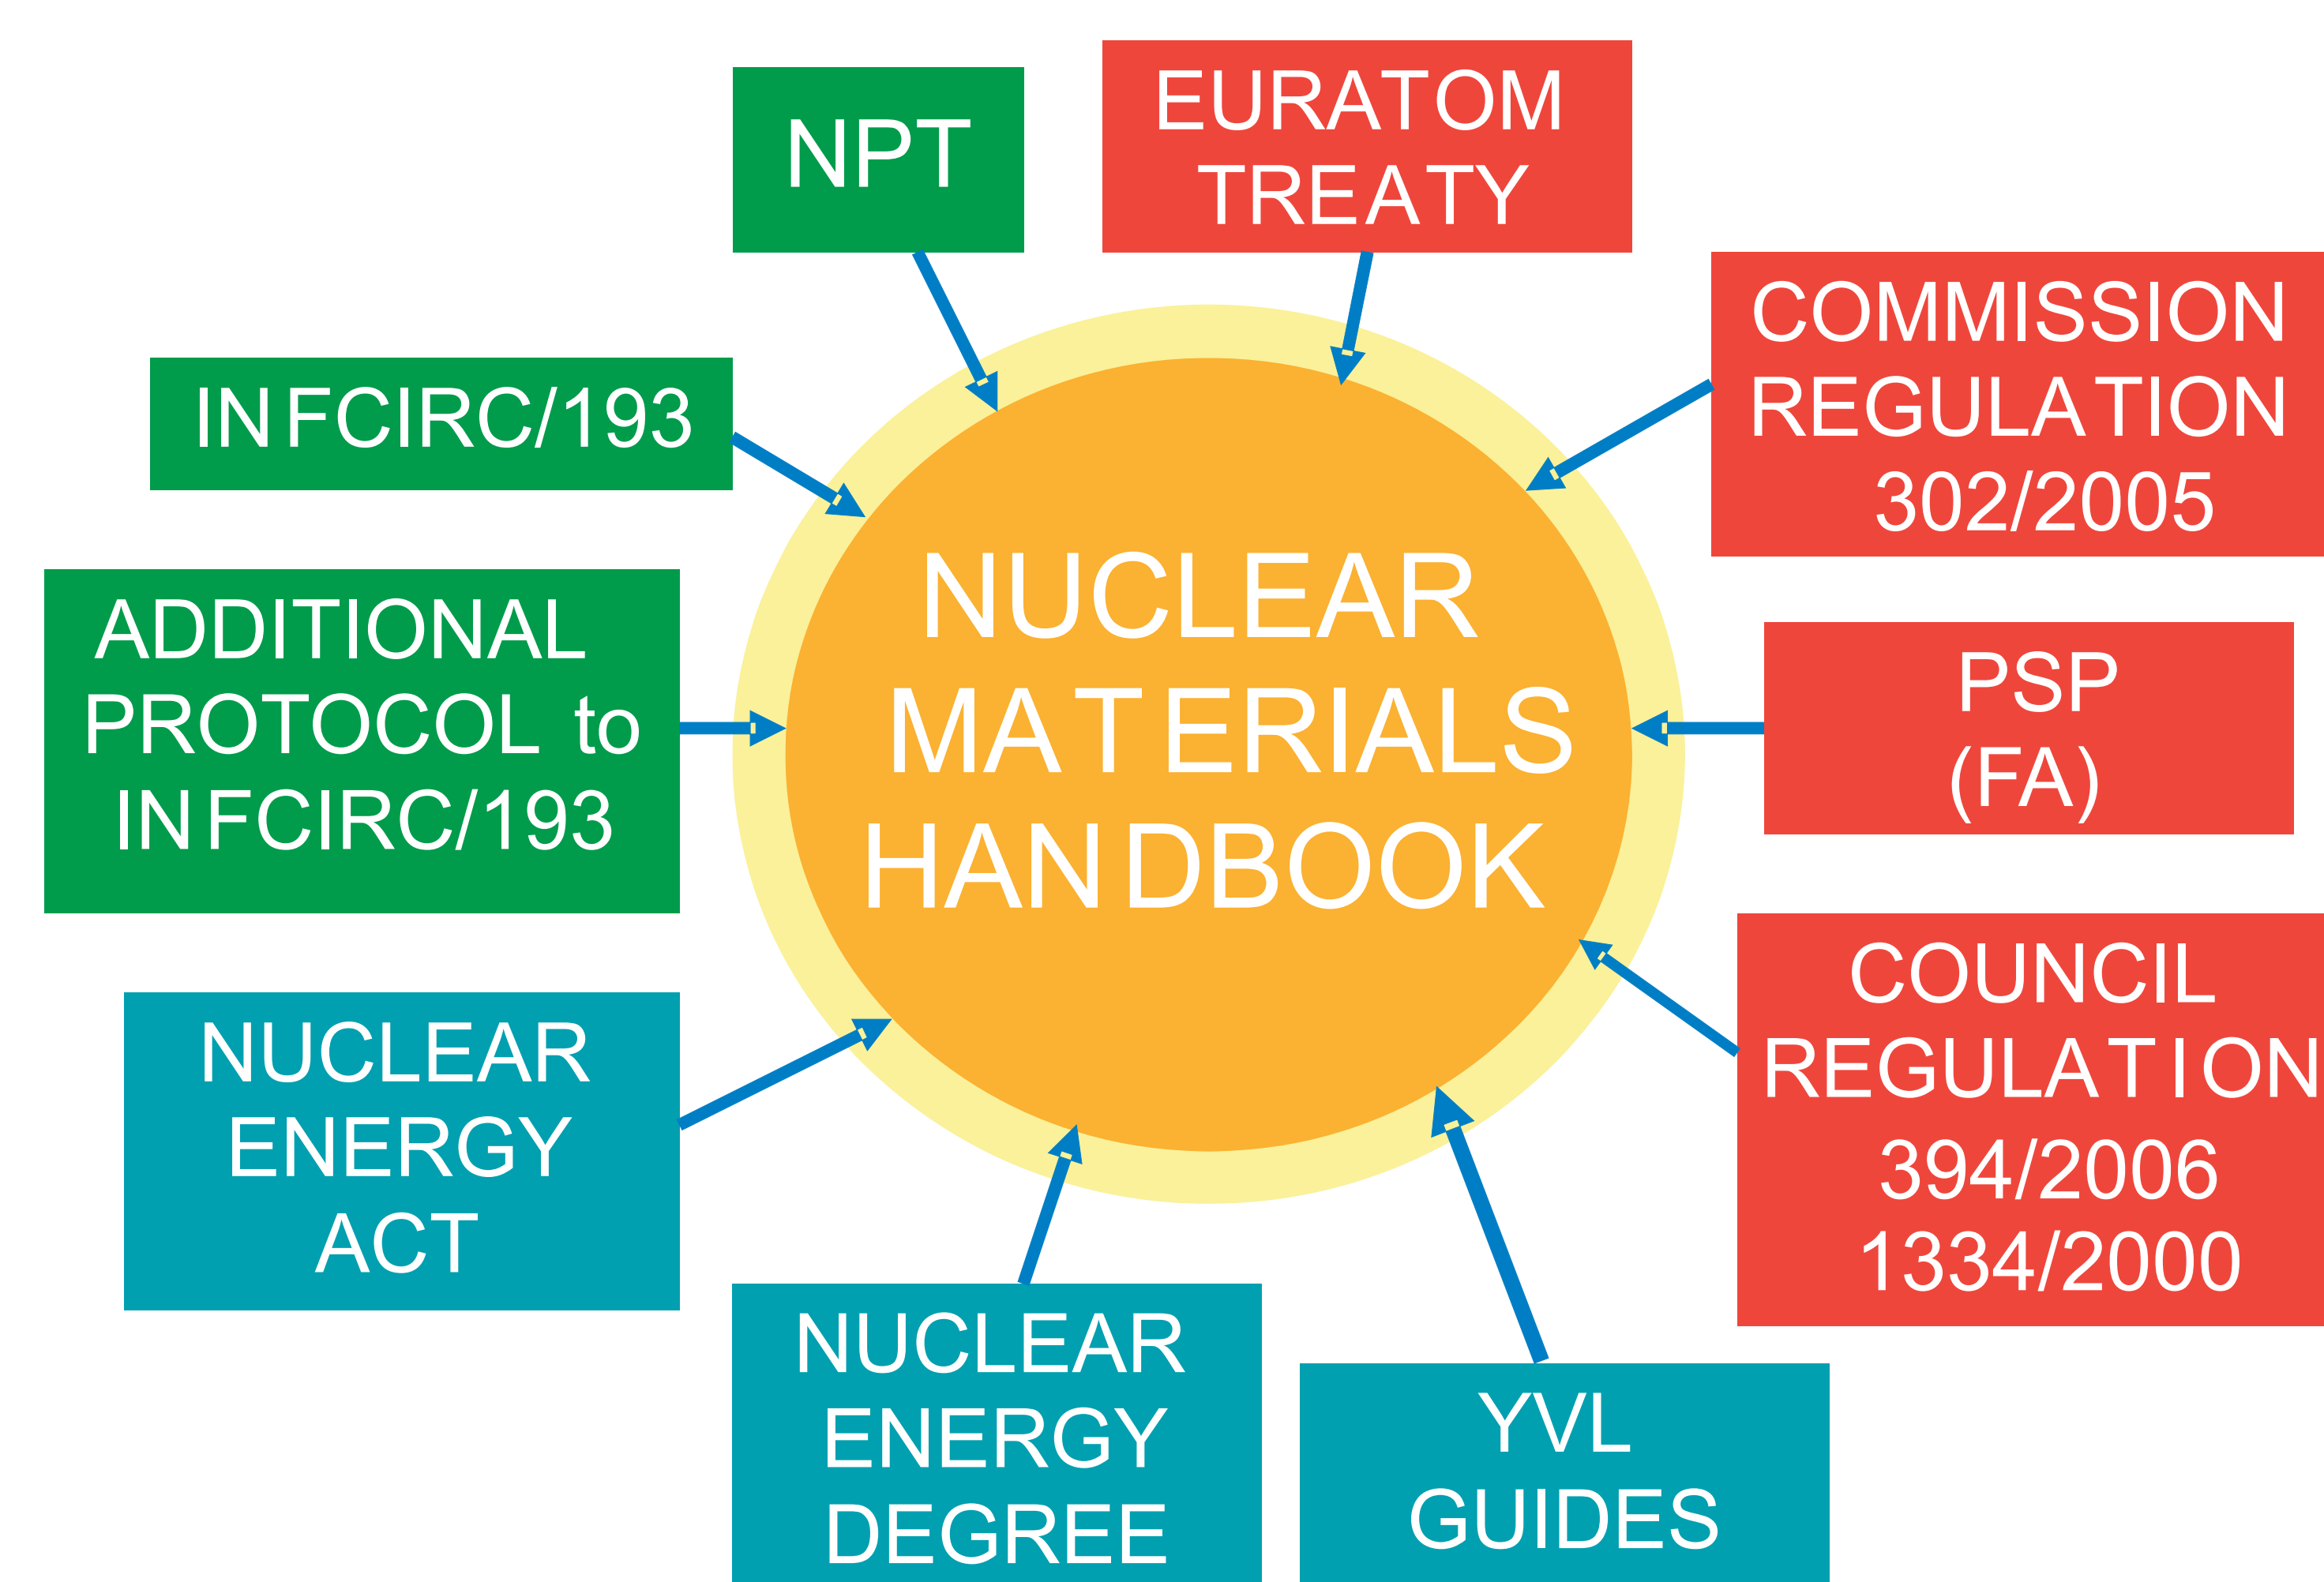 NPT
EURATOM
TREATY
COMMISSION
REGULATION
302/2005
INFCIRC/193
ADDITIONAL
PROTOCOL to
INFCIRC/193
NUCLEAR
MATERIALS
HANDBOOK
PSP
(FA)
COUNCIL
REGULATION
394/2006
1334/2000
NUCLEAR
ENERGY
ACT
NUCLEAR
ENERGY
DEGREE
YVL
GUIDES